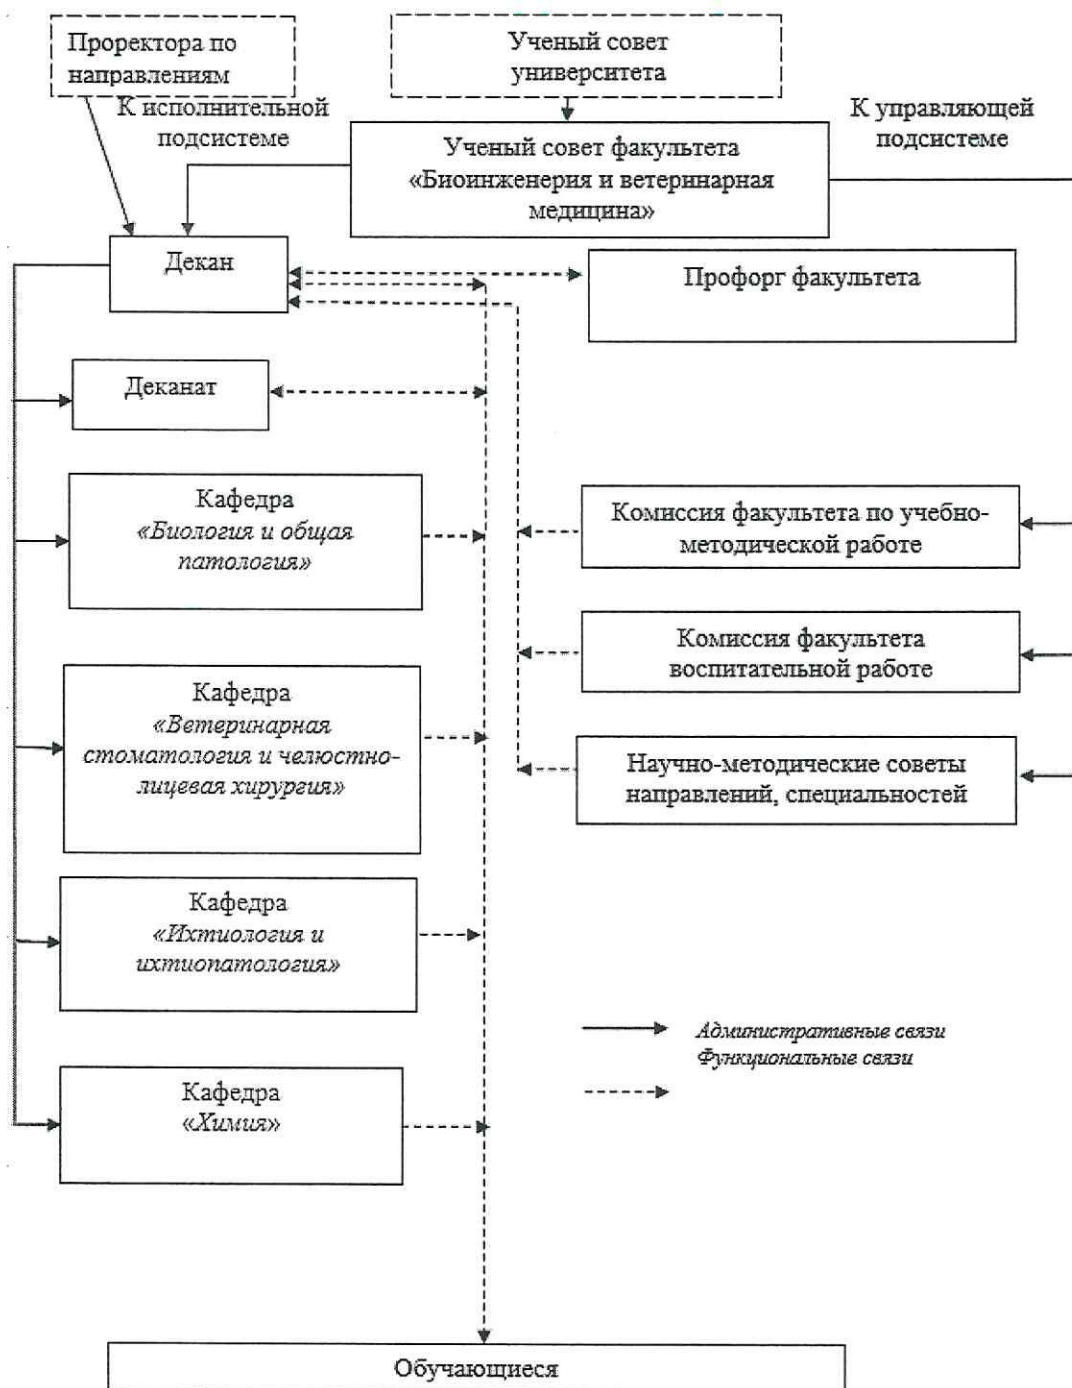 Проректора по
направлениям
Ученый совет
университета
К исполнительной
подсистеме
К управляющей
подсистеме
Ученый совет факультета
«Биоинженерия и ветеринарная
медицина»
Декан
Профорг факультета
Деканат
Кафедра
«Биология и общая
патология»
Комиссия факультета по учебно-
методической работе
Комиссия факультета
воспитательной работе
Кафедра
«Ветеринарная
стоматология и челюстно-
лицевая хирургия»
Научно-методические советы
направлений, специальностей
Кафедра
«Ихтиология и
ихтиопатология»
Административные связи
Функциональные связи
Кафедра
«Химия»
Обучающиеся